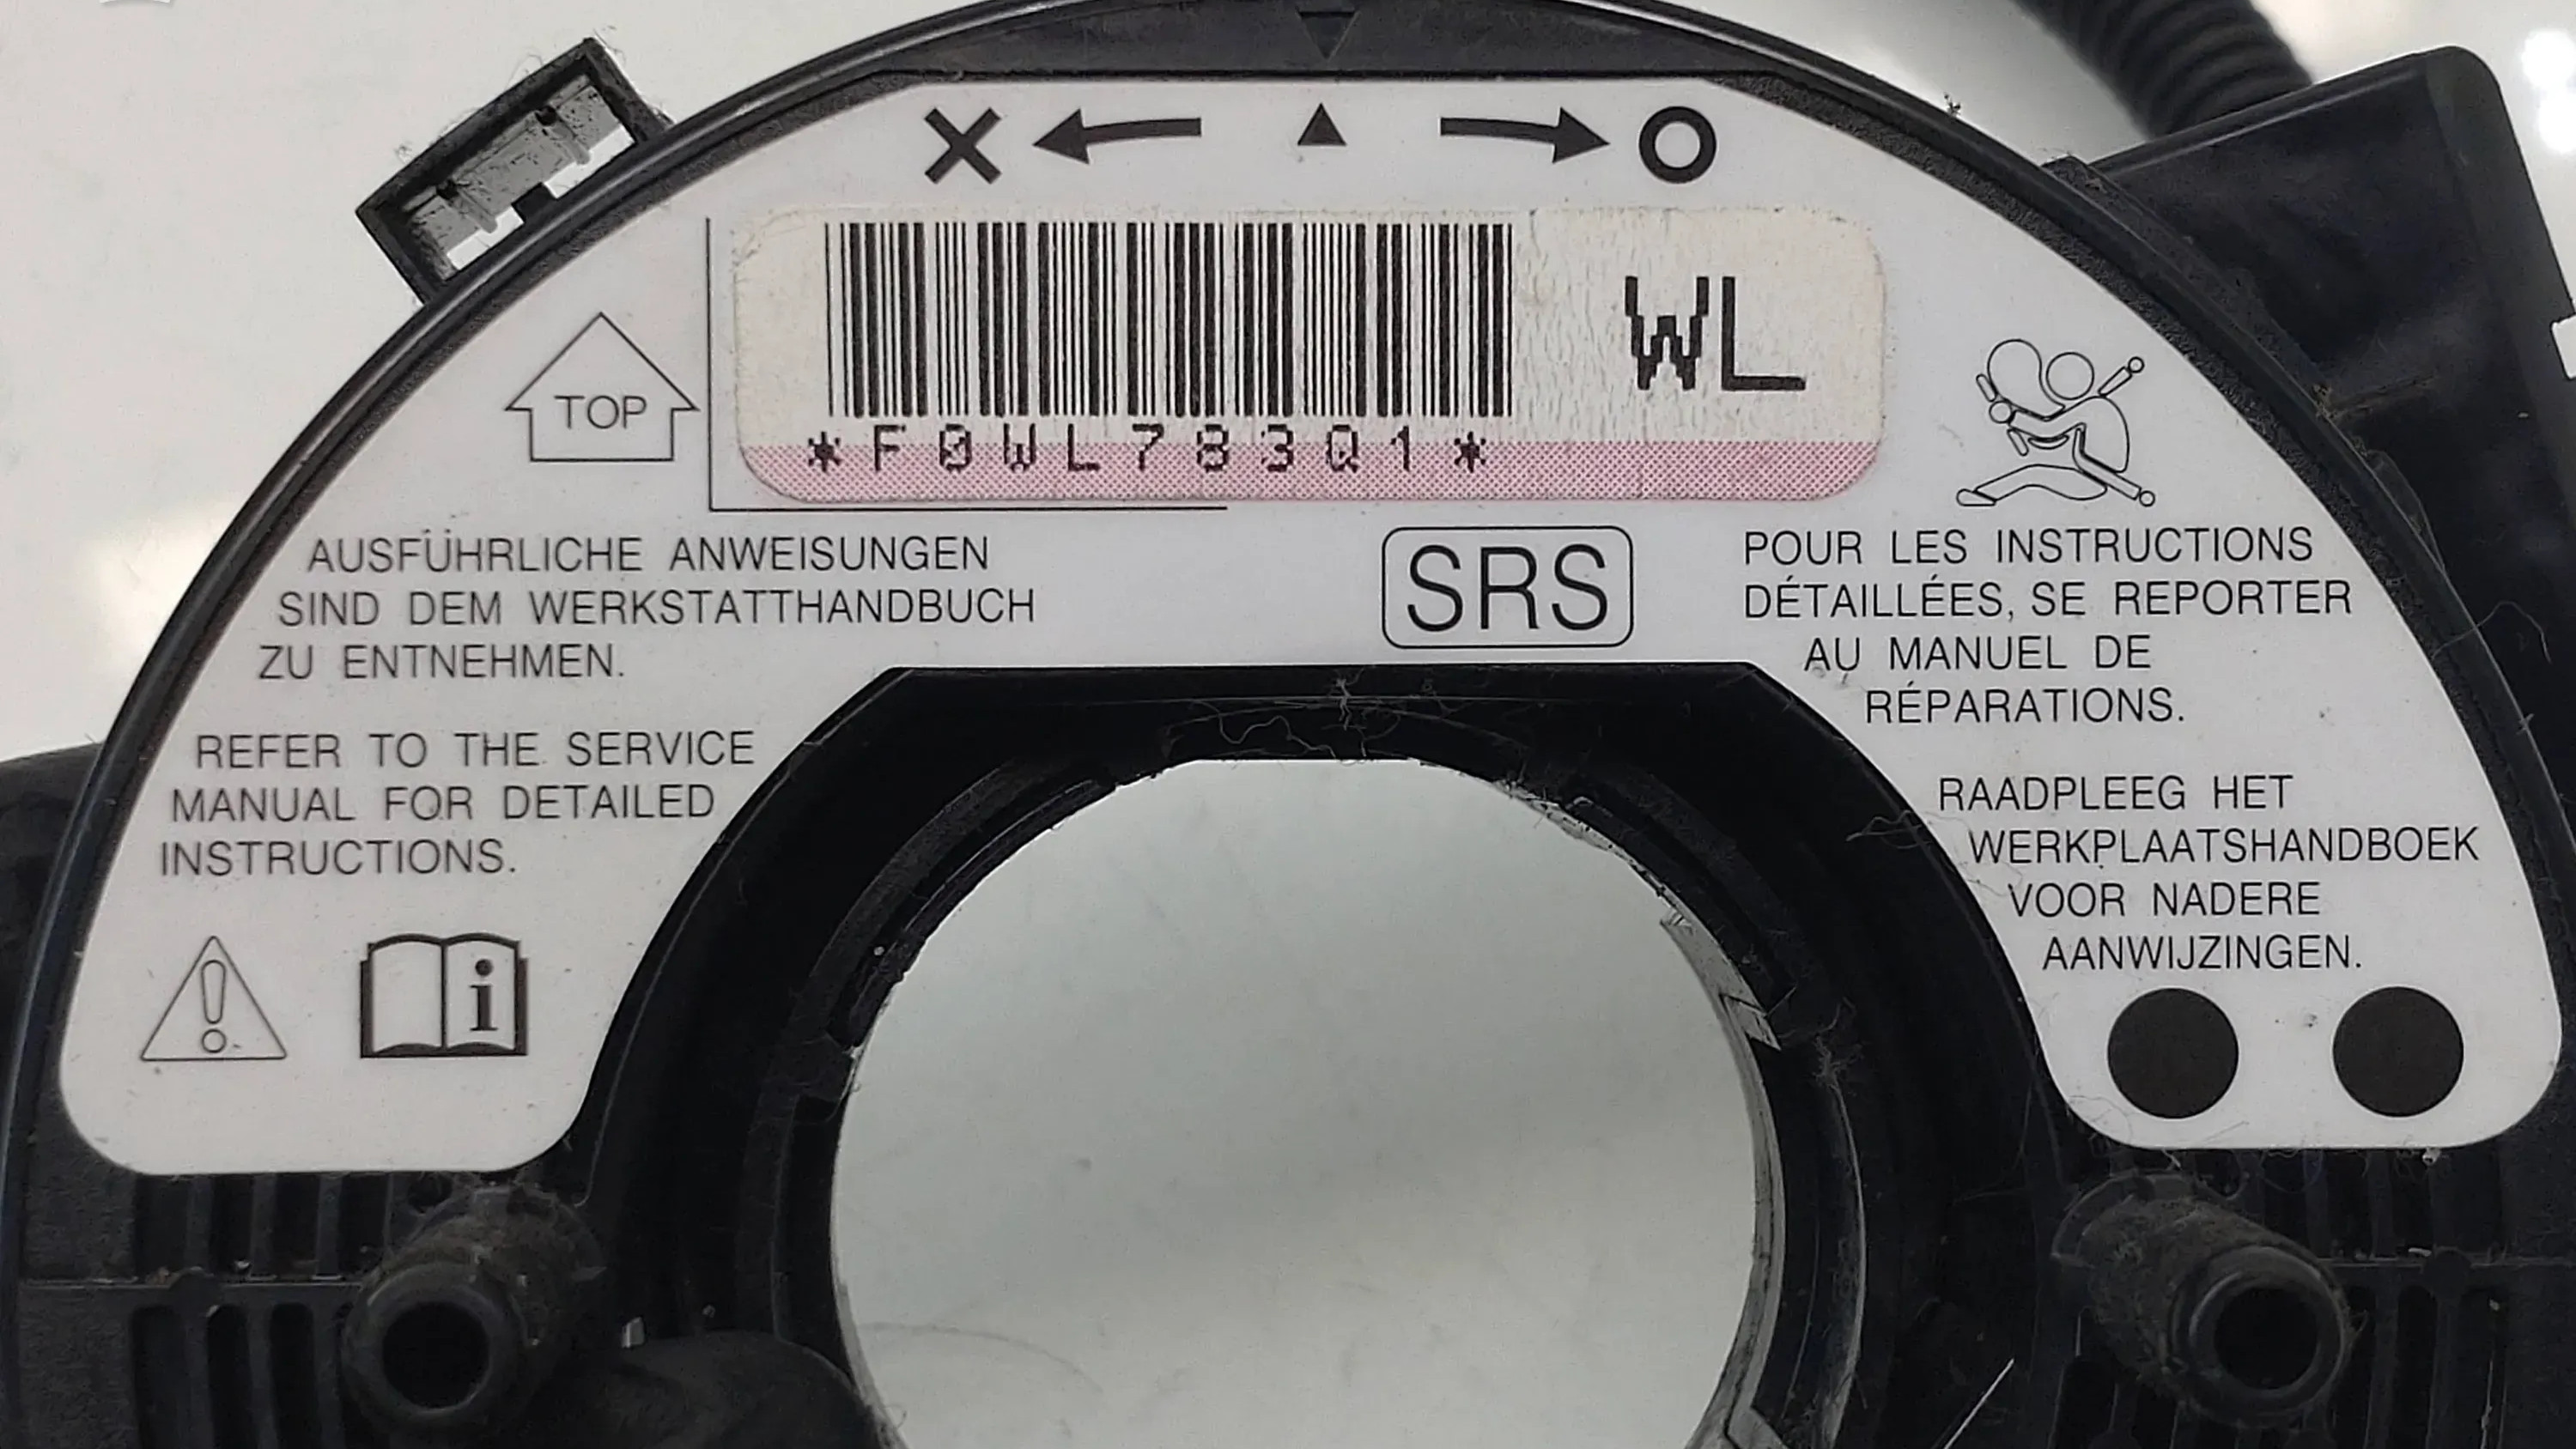 WL
TOP
*F0WL783Q1*
AUSFÜHRLICHE ANWEISUNGEN
SIND DEM WERKSTATTHANDBUCH
ZU ENTNEHMEN.
REFER TO THE SERVICE
MANUAL FOR DETAILED
INSTRUCTIONS.
i
SRS
POUR LES INSTRUCTIONS
DÉTAILLÉES, SE REPORTER
AU MANUEL DE
RÉPARATIONS.
RAADPLEEG HET
WERKPLAATSHANDBOEK
VOOR NADERE
AANWIJZINGEN.